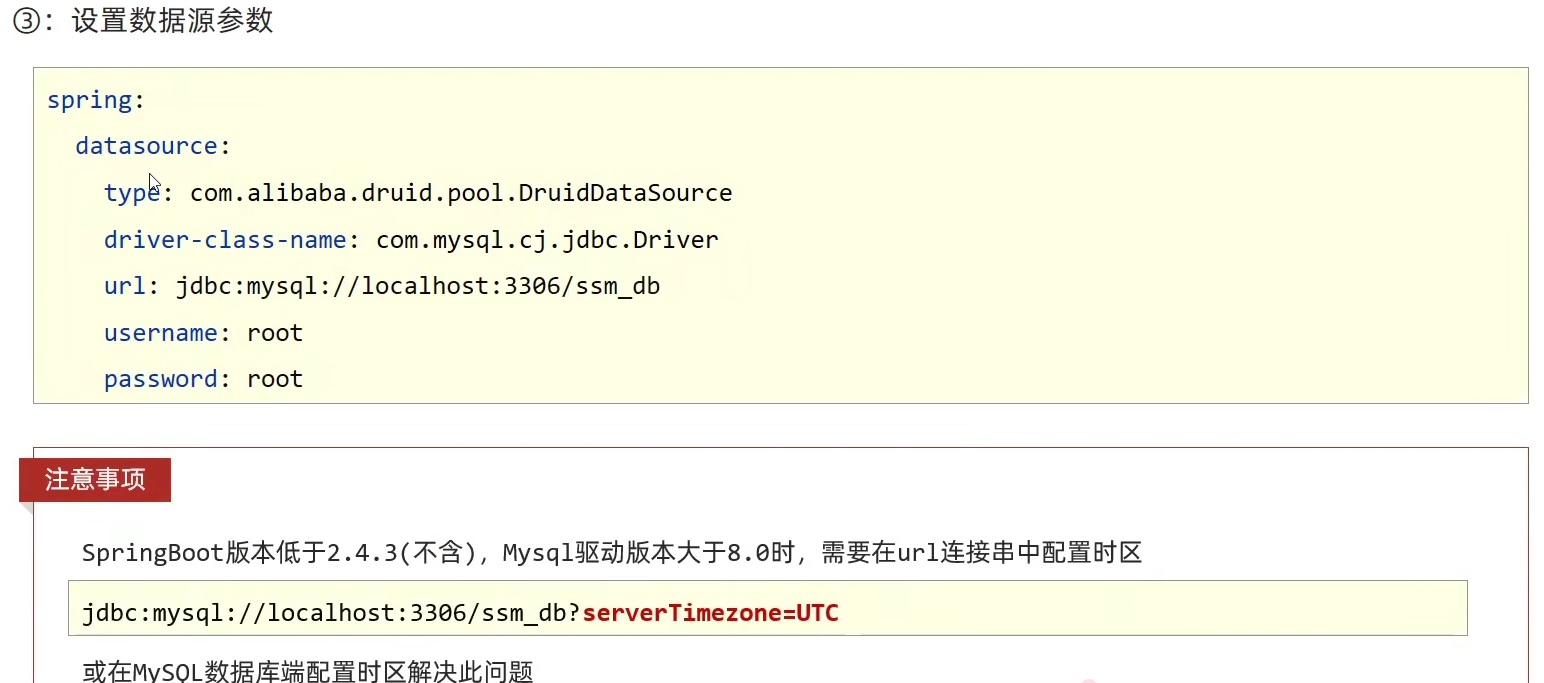 ③：设置数据源参数
spring:
  datasource:
    type: com.alibaba.druid.pool.DruidDataSource
    driver-class-name: com.mysql.cj.jdbc.Driver
    url: jdbc:mysql://localhost:3306/ssm_db
    username: root
    password: root
注意事项
SpringBoot版本低于2.4.3(不含)，Mysql驱动版本大于8.0时，需要在url连接串中配置时区
jdbc:mysql://localhost:3306/ssm_db?serverTimezone=UTC
或在MySQL数据库端配置时区解决此问题